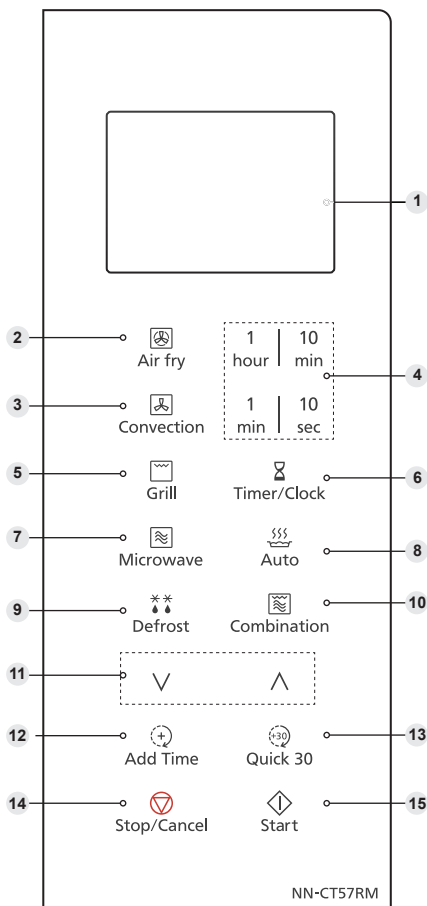 1
2
Air fry
1 10
hour min
4
3
Convection
1 10
min sec
5
Grill
Timer/Clock
6
7
Microwave
Auto
8
9
Defrost
Combination
10
11
12
Add Time
+30
Quick 30
13
14
Stop/Cancel
Start
15
NN-CT57RM